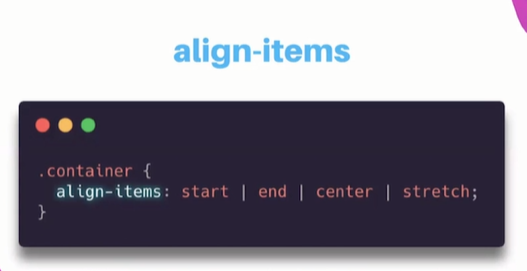 align-items
.container {
align-items: start | end | center | stretch;
}